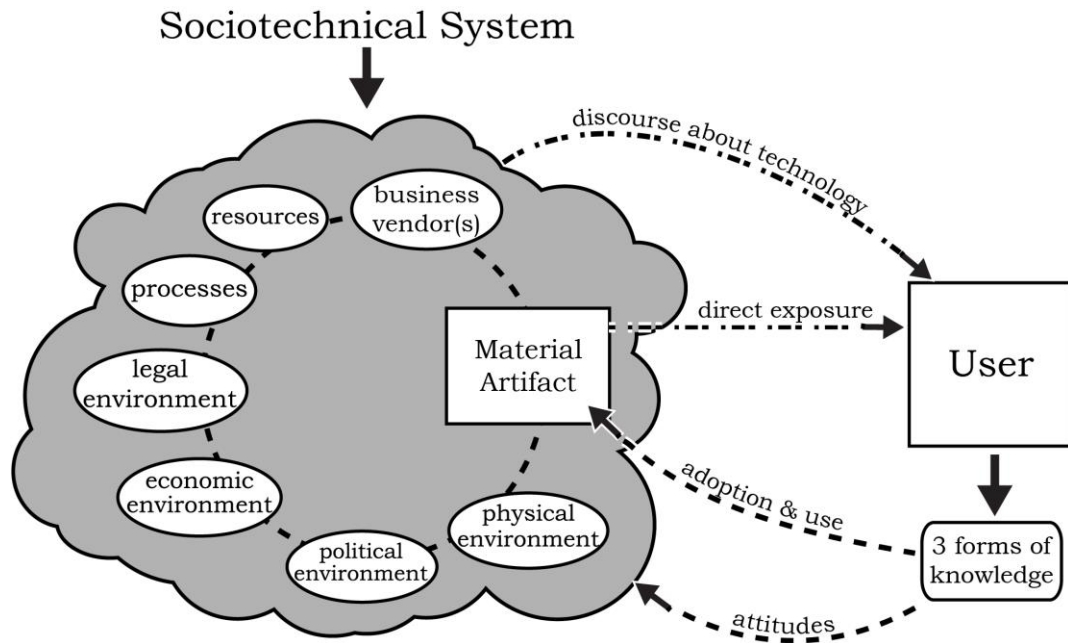 Sociotechnical System
discourse about technology
business
vendor(s)
resources
processes
direct exposure
Material
Artifact
User
legal
environment
economic
environment
adoption & use
physical
environment
political
environment
3 forms of
knowledge
attitudes